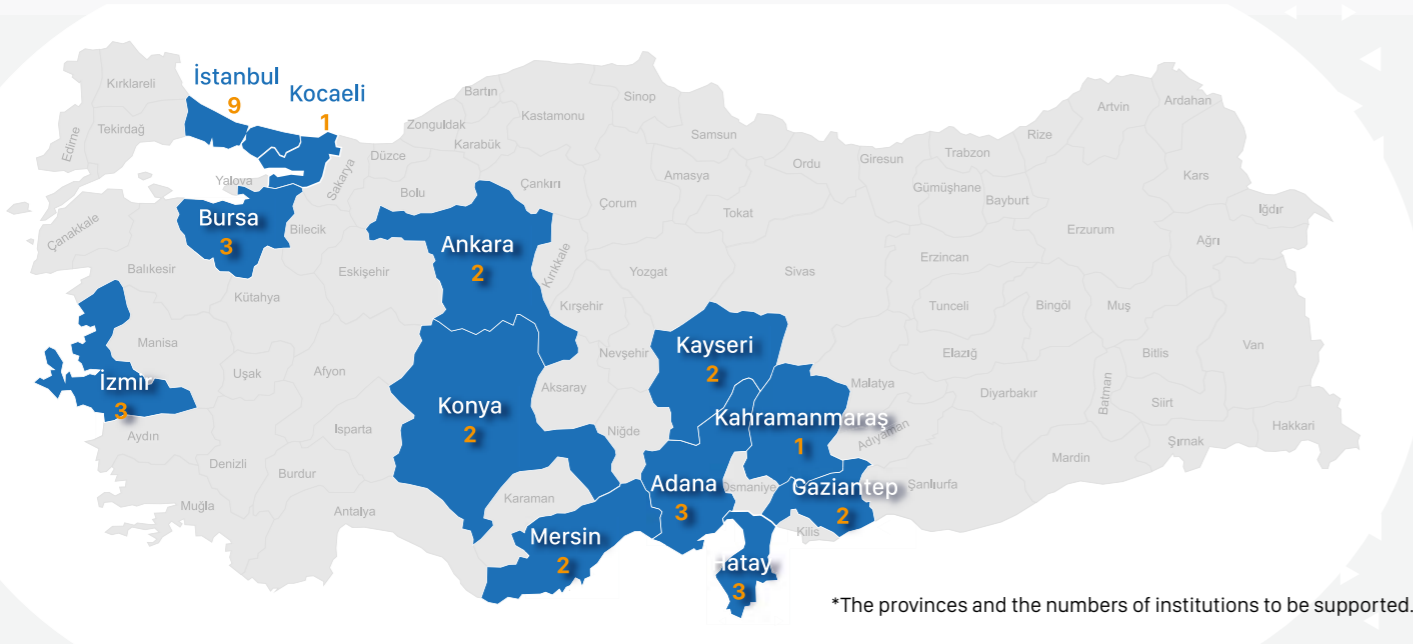 İstanbul
9
Kocaeli
1
Kırklareli
Tekirdağ
Edirne
Yalova
Sakarya
Düzce
Zonguldak
Bartın
Karabük
Kastamonu
Sinop
Samsun
Ordu
Giresun
Trabzon
Rize
Artvin
Ardahan
Kars
Iğdır
Ağrı
Erzurum
Bayburt
Gümüşhane
Erzincan
Tokat
Amasya
Çorum
Çankırı
Bolu
Bilecik
Bursa
3
Çanakkale
Balıkesir
Kütahya
Eskişehir
Ankara
2
Kırıkkale
Yozgat
Sivas
Kırşehir
Nevşehir
Kayseri
2
Tunceli
Bingöl
Muş
Elazığ
Bitlis
Van
Malatya
Diyarbakır
Batman
Siirt
Hakkari
Şırnak
Mardin
Adıyaman
Kahramanmaraş
1
Manisa
İzmir
3
Uşak
Afyon
Konya
2
Aksaray
Niğde
Aydın
Denizli
Isparta
Burdur
Muğla
Antalya
Karaman
Mersin
2
Adana
3
Osmaniye
Gaziantep
2
Şanlıurfa
Kilis
Hatay
3
*The provinces and the numbers of institutions to be supported.